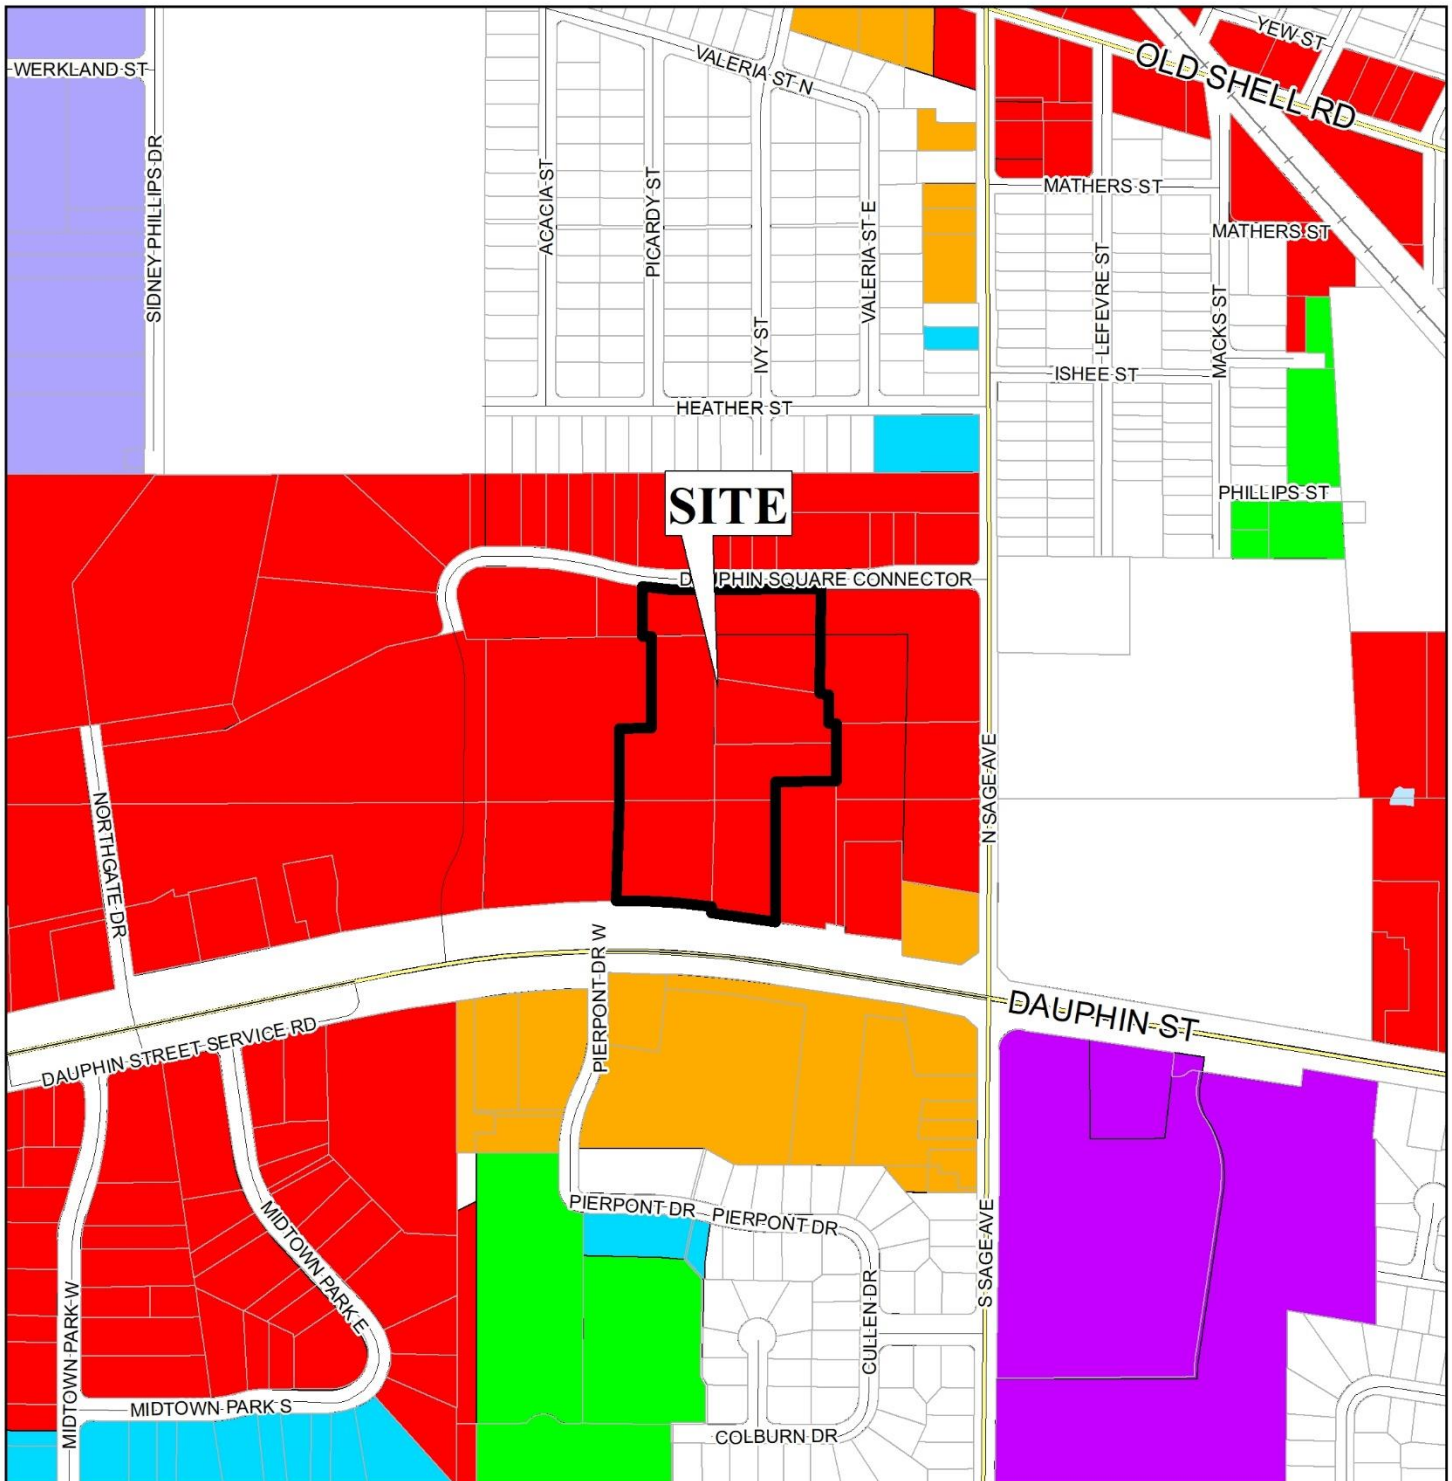 YEW ST
OLD SHELL RD
WERKLAND ST
VALERIA ST N
SIDNEY PHILLIPS DR
ACACIA ST
PICARDY ST
IVY ST
VALERIA ST E
MATHERS ST
MATHERS ST
LEFEVRE ST
MACKS ST
ISHEE ST
HEATHER ST
PHILLIPS ST
SITE
DAUPHIN SQUARE CONNECTOR
N SAGE AVE
NORTHGATE DR
PIERPONT DR W
DAUPHIN ST
DAUPHIN STREET SERVICE RD
PIERPONT DR
PIERPONT DR
S SAGE AVE
MIDTOWN PARK E
CULLEN DR
MIDTOWN PARK W
MIDTOWN PARK S
COLBURN DR